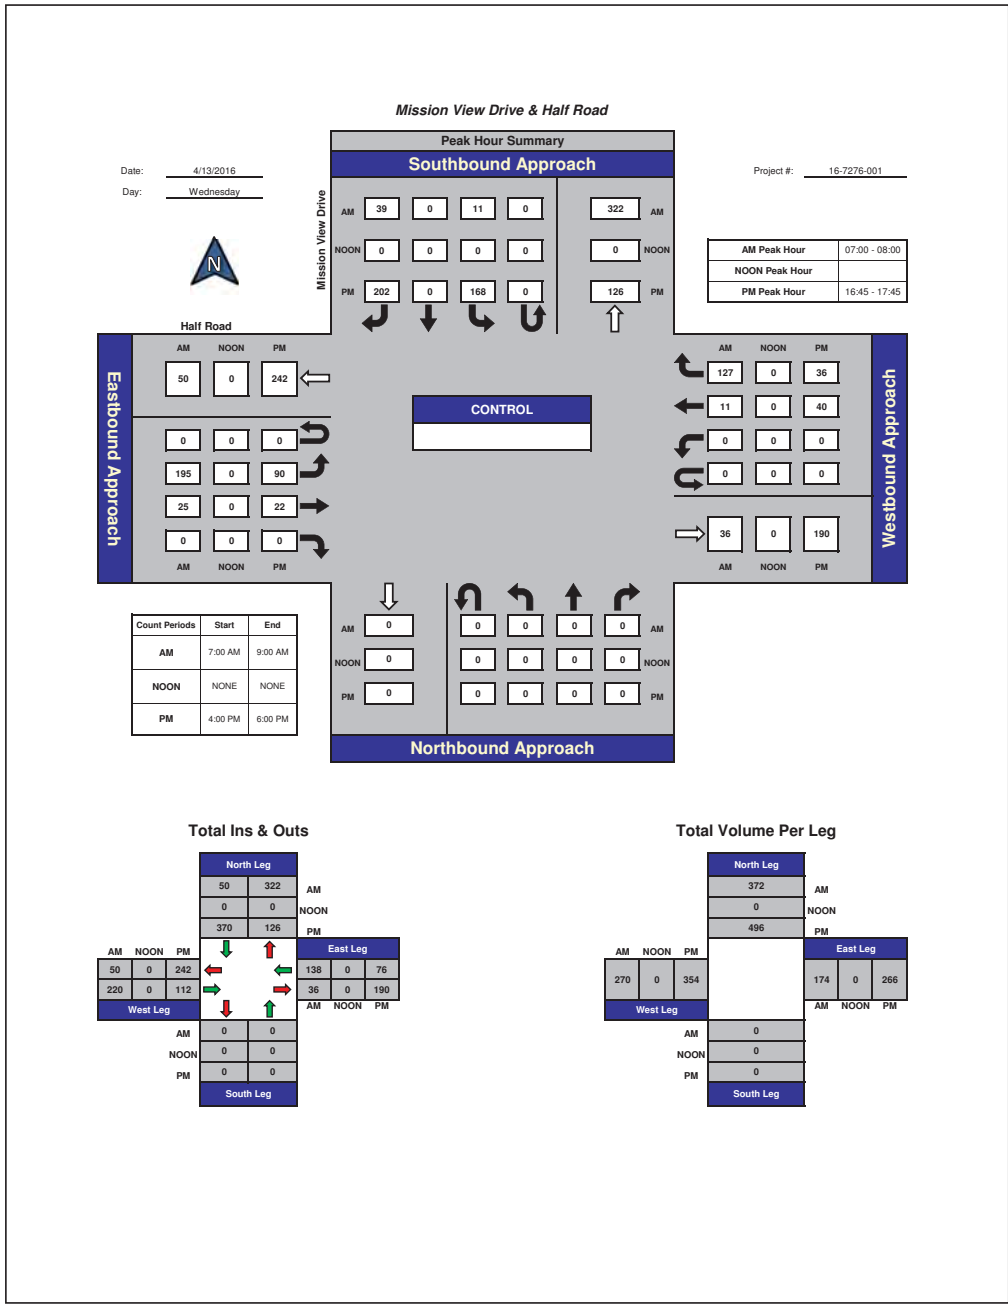 Mission View Drive & Half Road
Peak Hour Summary
Southbound Approach
Date: 4/13/2016
Day: Wednesday
Project #: 16-7276-001
N
Mission View Drive
AM 39 0 11 0 322 AM
NOON 0 0 0 0 0 NOON
PM 202 0 168 0 126 PM
AM Peak Hour 07:00 - 08:00
NOON Peak Hour
PM Peak Hour 16:45 - 17:45
Half Road
Eastbound Approach
AM NOON PM
50 0 242
0 0 0
195 0 90
25 0 22
0 0 0
AM NOON PM
CONTROL
AM NOON PM
127 0 36
11 0 40
0 0 0
0 0 0
36 0 190
AM NOON PM
Westbound Approach
AM 0 0 0 0 0 AM
NOON 0 0 0 0 0 NOON
PM 0 0 0 0 0 PM
Northbound Approach
Count Periods Start End
AM 7:00 AM 9:00 AM
NOON NONE NONE
PM 4:00 PM 6:00 PM
Total Ins & Outs
North Leg
50 322 AM
0 0 NOON
370 126 PM
AM NOON PM East Leg
50 0 242 138 0 76
220 0 112 36 0 190
West Leg AM NOON PM
AM 0 0
NOON 0 0
PM 0 0
South Leg
Total Volume Per Leg
North Leg
372 AM
0 NOON
496 PM
AM NOON PM East Leg
270 0 354 174 0 266
West Leg AM NOON PM
AM 0
NOON 0
PM 0
South Leg